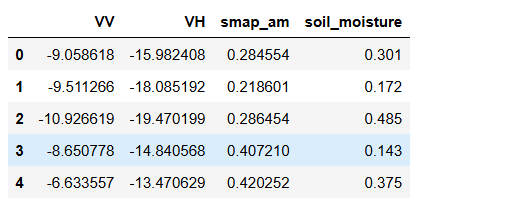 VV VH smap_am soil_moisture
0 -9.058618 -15.982408 0.284554 0.301
1 -9.511266 -18.085192 0.218601 0.172
2 -10.926619 -19.470199 0.286454 0.485
3 -8.650778 -14.840568 0.407210 0.143
4 -6.633557 -13.470629 0.420252 0.375